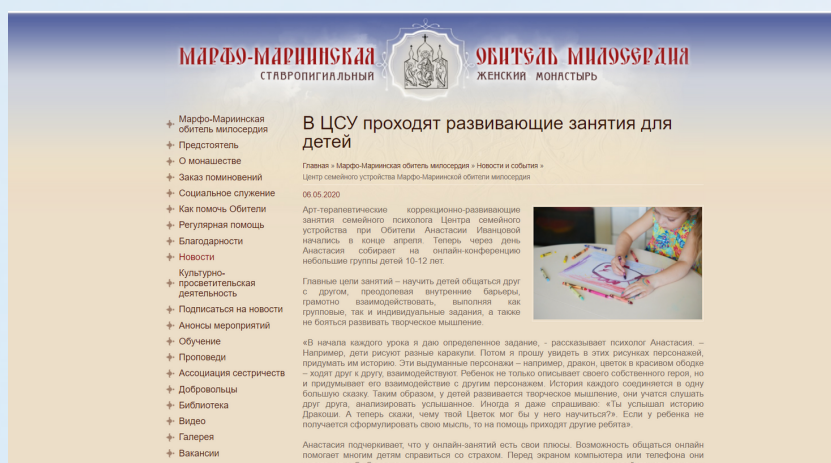 МАРФО-МАРИИНСКАЯ ОБИТЕЛЬ МИЛОСЕРДИЯ
СТАВРОПИГИАЛЬНЫЙ ЖЕНСКИЙ МОНАСТЫРЬ
Марфо-Мариинская
обитель милосердия
Предстоятель
О монашестве
Заказ поминовений
Социальное служение
Как помочь Обители
Регулярная помощь
Благодарности
Новости
Культурно-
просветительская
деятельность
Подписаться на новости
Анонсы мероприятий
Обучение
Проповеди
Ассоциация сестричеств
Добровольцы
Библиотека
Видео
Галерея
Вакансии
В ЦСУ проходят развивающие занятия для
детей
Главная » Марфо-Мариинская обитель милосердия » Новости и события »
Центр семейного устройства Марфо-Мариинской обители милосердия
06.05.2020
Арт-терапевтические коррекционно-развивающие
занятия семейного психолога Центра семейного
устройства при Обители Анастасии Иванцовой
начались в конце апреля. Теперь через день
Анастасия собирает на онлайн-конференцию
небольшие группы детей 10-12 лет.
Главные цели занятий – научить детей общаться друг
с другом, преодолевая внутренние барьеры,
грамотно взаимодействовать, выполняя как
групповые, так и индивидуальные задания, а также
не бояться развивать творческое мышление.
«В начала каждого урока я даю определенное задание, - рассказывает психолог Анастасия. –
Например, дети рисуют разные каракули. Потом я прошу увидеть в этих рисунках персонажей,
придумать им историю. Эти выдуманные персонажи – например, дракон, цветок в красивом ободке
– ходят друг к другу, взаимодействуют. Ребенок не только описывает своего собственного героя, но
и придумывает его взаимодействие с другим персонажем. История каждого соединяется в одну
большую сказку. Таким образом, у детей развивается творческое мышление, они учатся слушать
друг друга, анализировать услышанное. Иногда я даже спрашиваю: «Ты услышал историю
Дракоши. А теперь скажи, чему твой Цветок мог бы у него научиться?». Если у ребенка не
получается сформулировать свою мысль, то на помощь приходят другие ребята».
Анастасия подчеркивает, что у онлайн-занятий есть свои плюсы. Возможность общаться онлайн
помогает многим детям справиться со страхом. Перед экраном компьютера или телефона они